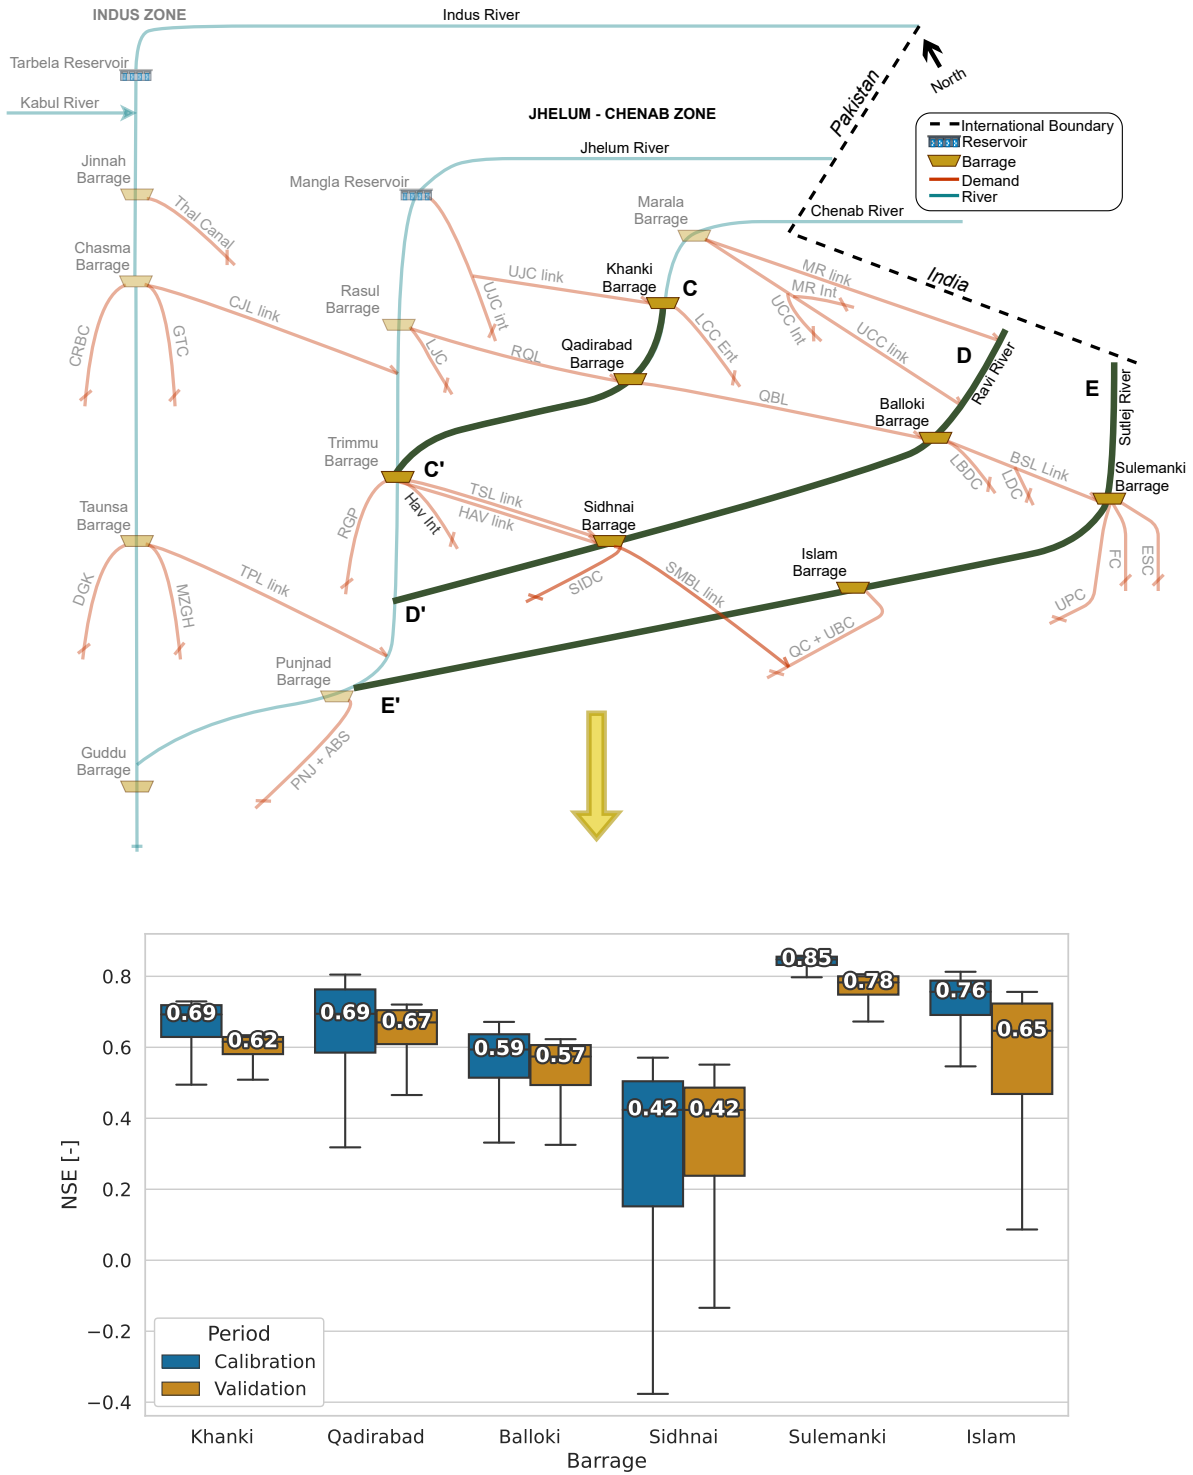 INDUS ZONE
Indus River
Tarbela Reservoir
Kabul River
North
Pakistan
JHELUM - CHENAB ZONE
International Boundary
Reservoir
Barrage
Demand
River
Jhelum River
Jinnah
Barrage
Mangla Reservoir
Thal Canal
Marala
Barrage
Chenab River
Chasma
Barrage
Khanki
Barrage
C
UJC link
MR link
India
MR Int
Rasul
Barrage
CJL link
UJC int
UCC Int
CRBC
GTC
LJC
RQL
Qadirabad
Barrage
LCC Ent
UCC link
D
Ravi River
E
Sutlej River
QBL
Balloki
Barrage
Trimmu
Barrage
C'
LBDC
LDC
BSL Link
Sulemanki
Barrage
TSL link
HAV link
Hav Int
RGP
Taunsa
Barrage
Sidhnai
Barrage
Islam
Barrage
FC
ESC
DGK
MZGH
TPL link
SIDC
SMBL link
UPC
D'
QC + UBC
Punjnad
Barrage
E'
PNJ + ABS
Guddu
Barrage
NSE [-]
0.8
0.6
0.4
0.2
0.0
−0.2
−0.4
0.69
0.62
0.69
0.67
0.59
0.57
0.42
0.42
0.85
0.78
0.76
0.65
Period
Calibration
Validation
Khanki
Qadirabad
Balloki
Sidhnai
Sulemanki
Islam
Barrage